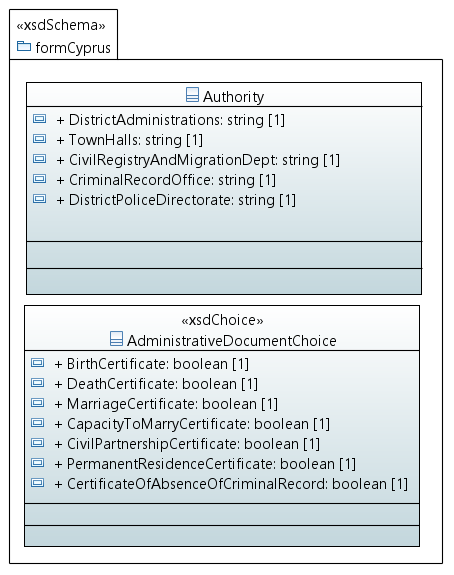 «xsdSchema»
formCyprus
Authority
+ DistrictAdministrations: string [1]
+ TownHalls: string [1]
+ CivilRegistryAndMigrationDept: string [1]
+ CriminalRecordOffice: string [1]
+ DistrictPoliceDirectorate: string [1]
«xsdChoice»
AdministrativeDocumentChoice
+ BirthCertificate: boolean [1]
+ DeathCertificate: boolean [1]
+ MarriageCertificate: boolean [1]
+ CapacityToMarryCertificate: boolean [1]
+ CivilPartnershipCertificate: boolean [1]
+ PermanentResidenceCertificate: boolean [1]
+ CertificateOfAbsenceOfCriminalRecord: boolean [1]